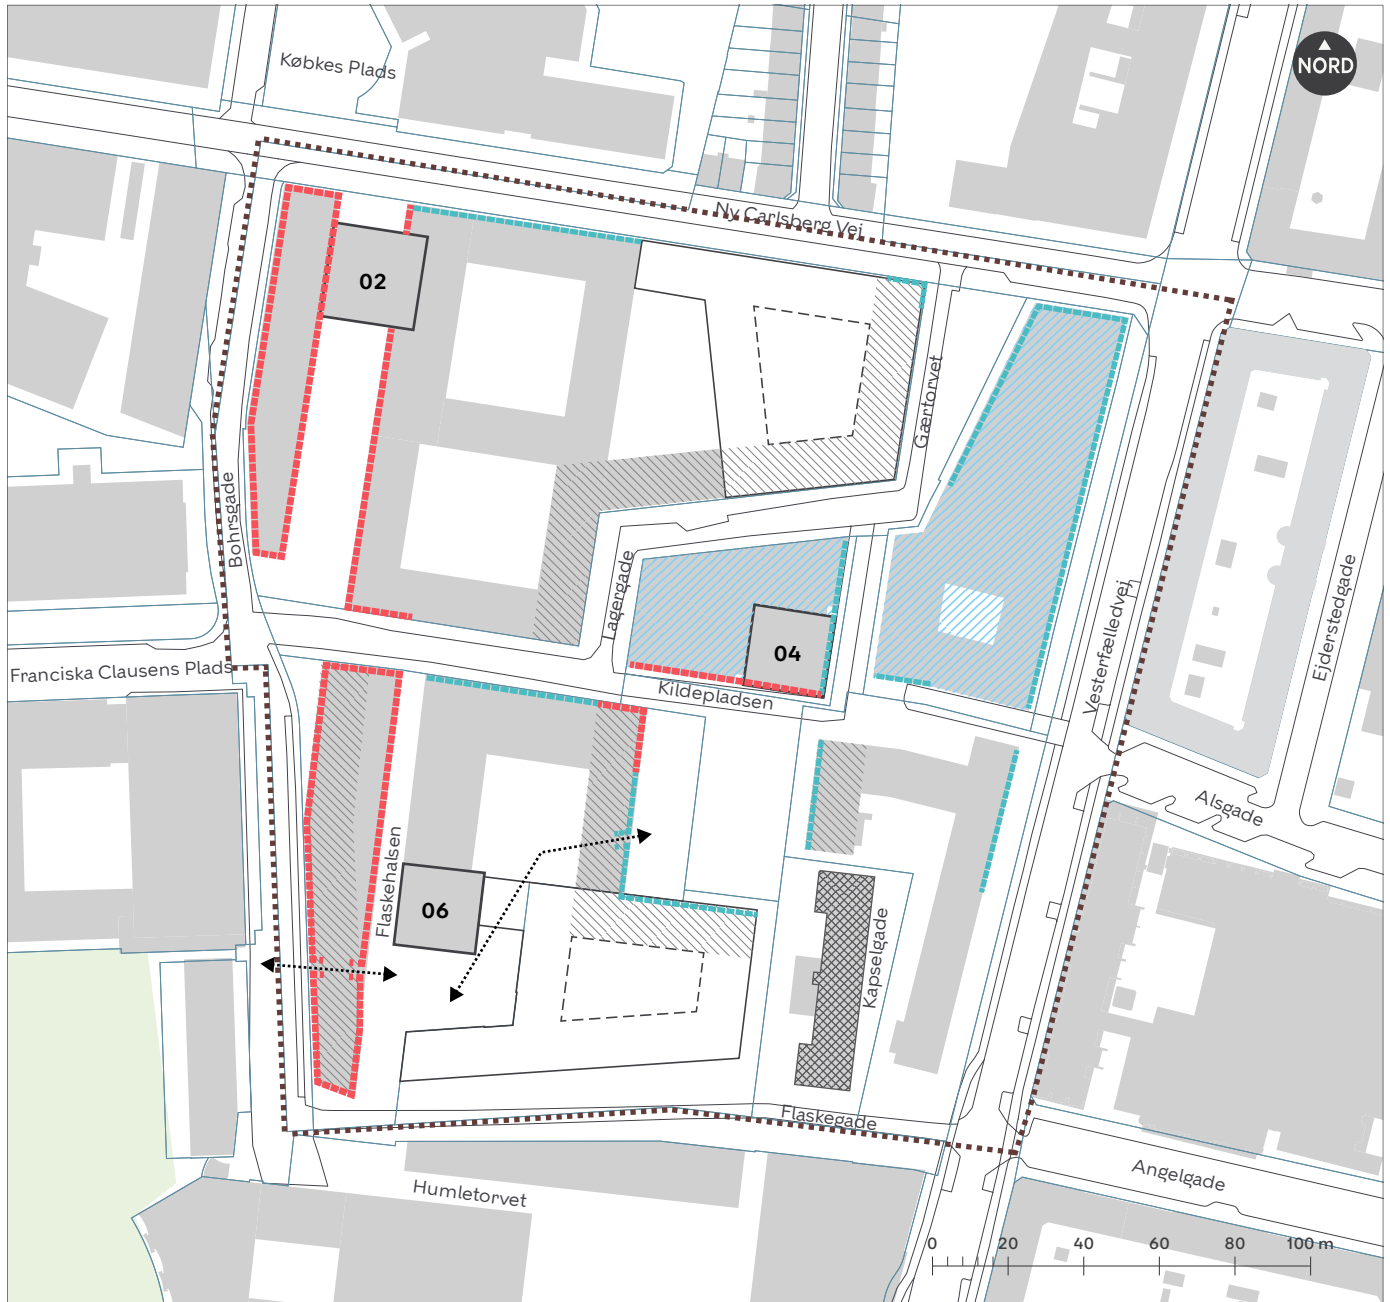 Købkes Plads
NORD
Ny Carlsberg Vej
02
Gærtorvet
Bohrsgade
Lagergade
04
Vesterfælledvej
Ejderstedgade
Franciska Clausens Plads
Kildepladsen
Alsgade
Flaskehalsen
06
Kapselgade
Flaskegade
Angelgade
Humletorvet
0 20 40 60 80 100 m